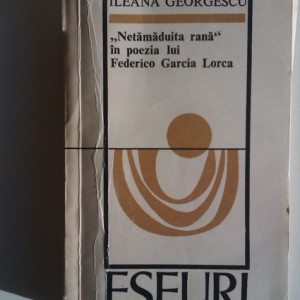 ILEANA GEORGESCU
„Netămăduita rană“
în poezia lui
Federico García Lorca
ESEURI